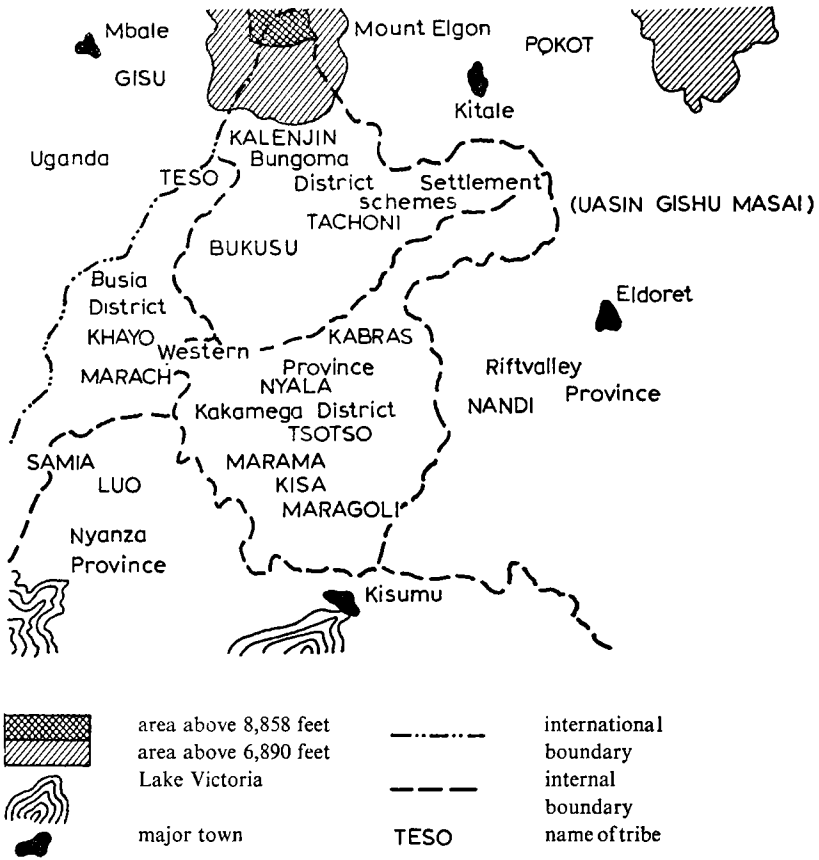 Mbale
Mount Elgon
POKOT
GISU
Kitale
KALENJIN
Uganda
Bungoma
TESO
District
Settlement
schemes
(UASIN GISHU MASAI)
TACHONI
BUKUSU
Busia
District
Eldoret
KHAYO
Western
KABRAS
Province
Riftvalley
MARACH
NYALA
Province
Kakamega District
NANDI
TSOTSO
SAMIA
MARAMA
LUO
KISA
MARAGOLI
Nyanza
Province
Kisumu
area above 8,858 feet
area above 6,890 feet
Lake Victoria
major town
international
boundary
internal
boundary
TESO
name of tribe